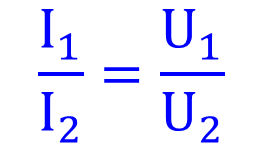 I₁/I₂ = U₁/U₂